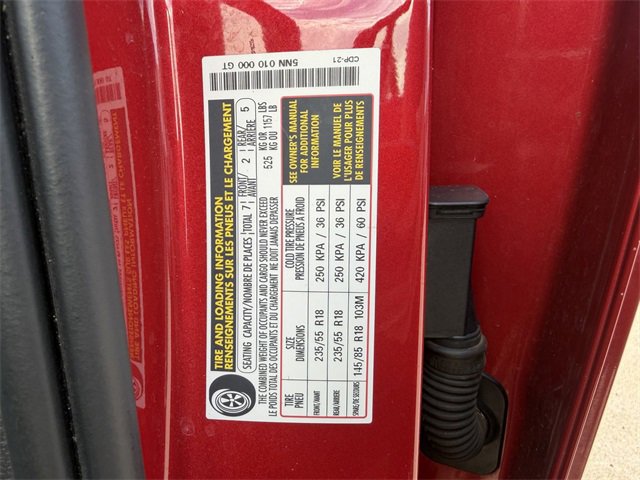 5NN 010 000 GT
CDP-21
TIRE AND LOADING INFORMATION
RENSEIGNEMENTS SUR LES PNEUS ET LE CHARGEMENT
SEATING CAPACITY/NOMBRE DE PLACES TOTAL 7 FRONT/AVANT 2 REAR/ARRIÈRE 5
THE COMBINED WEIGHT OF OCCUPANTS AND CARGO SHOULD NEVER EXCEED 525 KG OR 1157 LBS
LE POIDS TOTAL DES OCCUPANTS ET DU CHARGEMENT NE DOIT JAMAIS DEPASSER 525 KG OU 1157 LB
TIRE SIZE COLD TIRE PRESSURE
PNEU DIMENSIONS PRESSION DE PNEUS À FROID
FRONT/AVANT 235/55 R18 250 KPA / 36 PSI
REAR/ARRIÈRE 235/55 R18 250 KPA / 36 PSI
SPARE/DE SECOURS 145/85 R18 103M 420 KPA / 60 PSI
SEE OWNER'S MANUAL
FOR ADDITIONAL
INFORMATION
VOIR LE MANUEL DE
L'USAGER POUR PLUS
DE RENSEIGNEMENTS